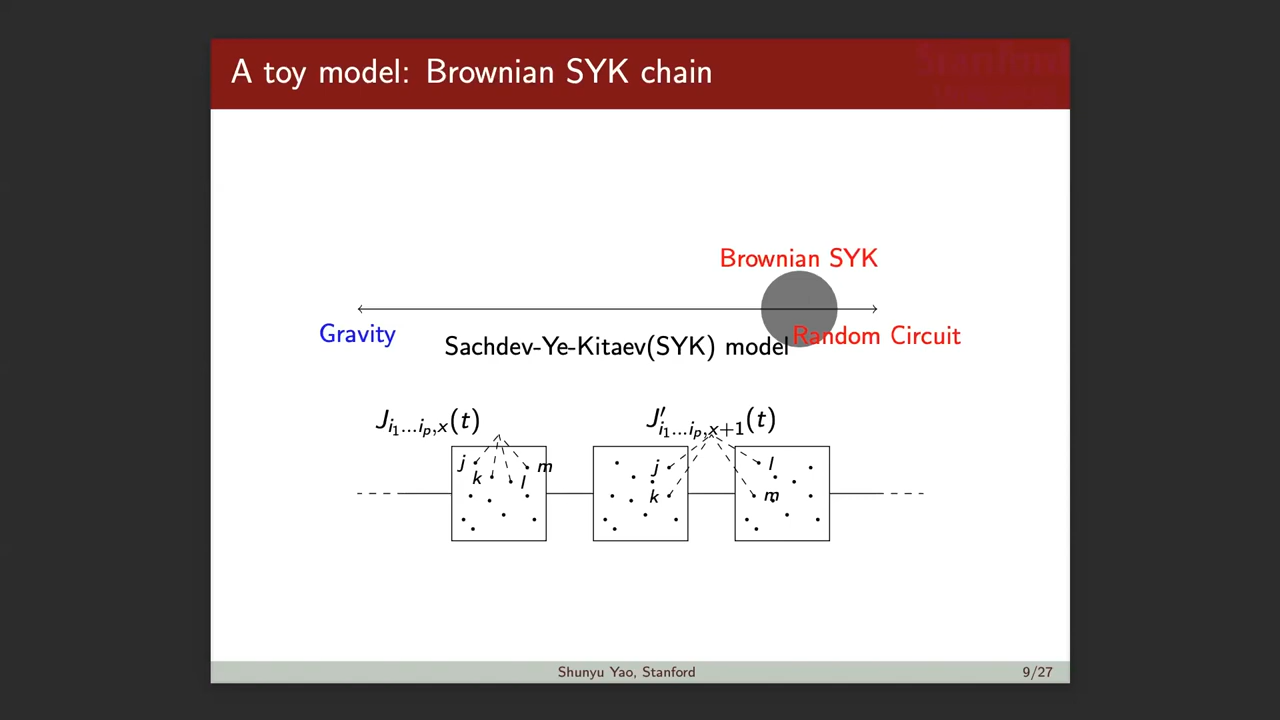 A toy model: Brownian SYK chain
Brownian SYK
Gravity
Random Circuit
Sachdev-Ye-Kitaev(SYK) model
J_{i_1...i_p,x}(t)
J'_{i_1...i_p,x+1}(t)
j m j l
k l k m
Shunyu Yao, Stanford 9/27